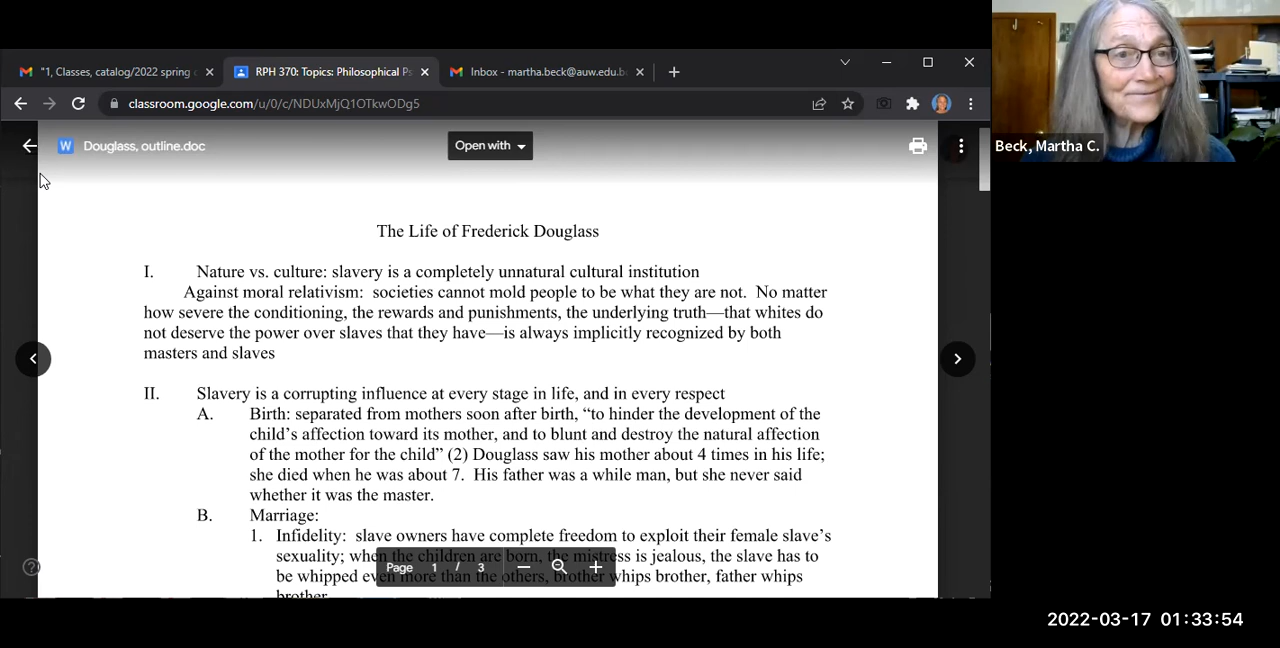 "1, Classes, catalog/2022 spring
RPH 370: Topics: Philosophical Ps
Inbox - martha.beck@auw.edu.b
classroom.google.com/u/0/c/NDUxMjQ1OTkwODg5
W Douglass, outline.doc
Open with
Beck, Martha C.
The Life of Frederick Douglass
I. Nature vs. culture: slavery is a completely unnatural cultural institution
Against moral relativism: societies cannot mold people to be what they are not. No matter
how severe the conditioning, the rewards and punishments, the underlying truth—that whites do
not deserve the power over slaves that they have—is always implicitly recognized by both
masters and slaves
II. Slavery is a corrupting influence at every stage in life, and in every respect
A. Birth: separated from mothers soon after birth, “to hinder the development of the
child’s affection toward its mother, and to blunt and destroy the natural affection
of the mother for the child” (2) Douglass saw his mother about 4 times in his life;
she died when he was about 7. His father was a while man, but she never said
whether it was the master.
B. Marriage:
1. Infidelity: slave owners have complete freedom to exploit their female slave’s
sexuality; when the children are born, the mistress is jealous, the slave has to
be whipped even more than the others, brother whips brother, father whips
brother
Page 1 / 3
2022-03-17 01:33:54